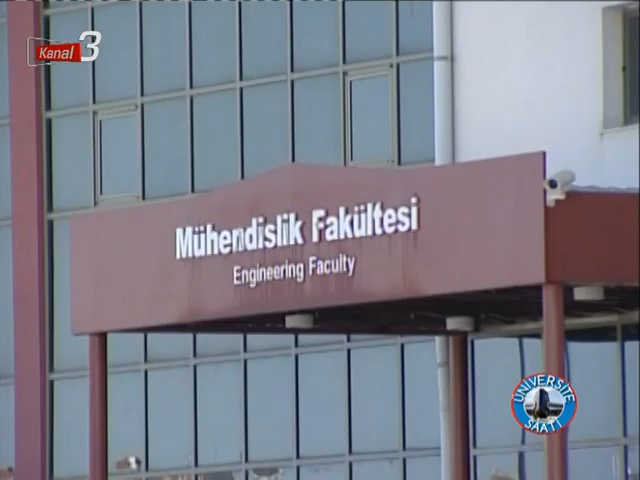 Kanal 3
Mühendislik Fakültesi
Engineering Faculty
ÜNİVERSİTE
SAATİ